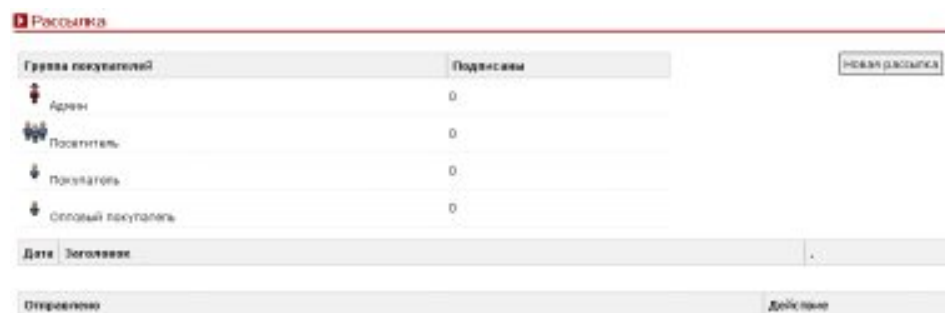 Рассылка
Группа покупателей Подписаны
Новая рассылка
Админ 0
Посетитель 0
Покупатель 0
Оптовый покупатель 0
Дата Заголовок .
Отправлено Действие